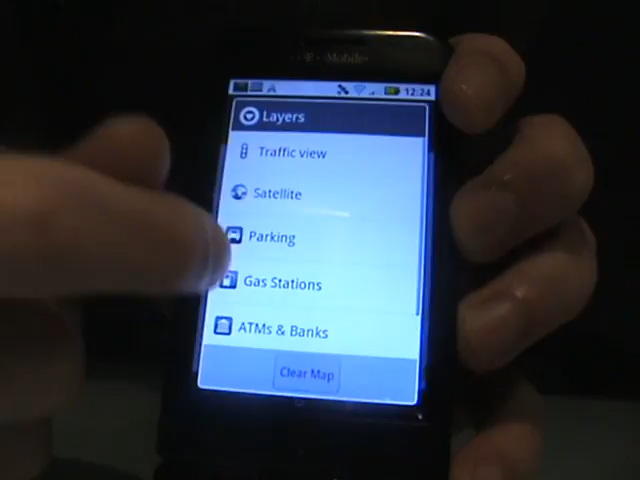 T··Mobile·
12:24
Layers
Traffic view
Satellite
Parking
Gas Stations
ATMs & Banks
Clear Map